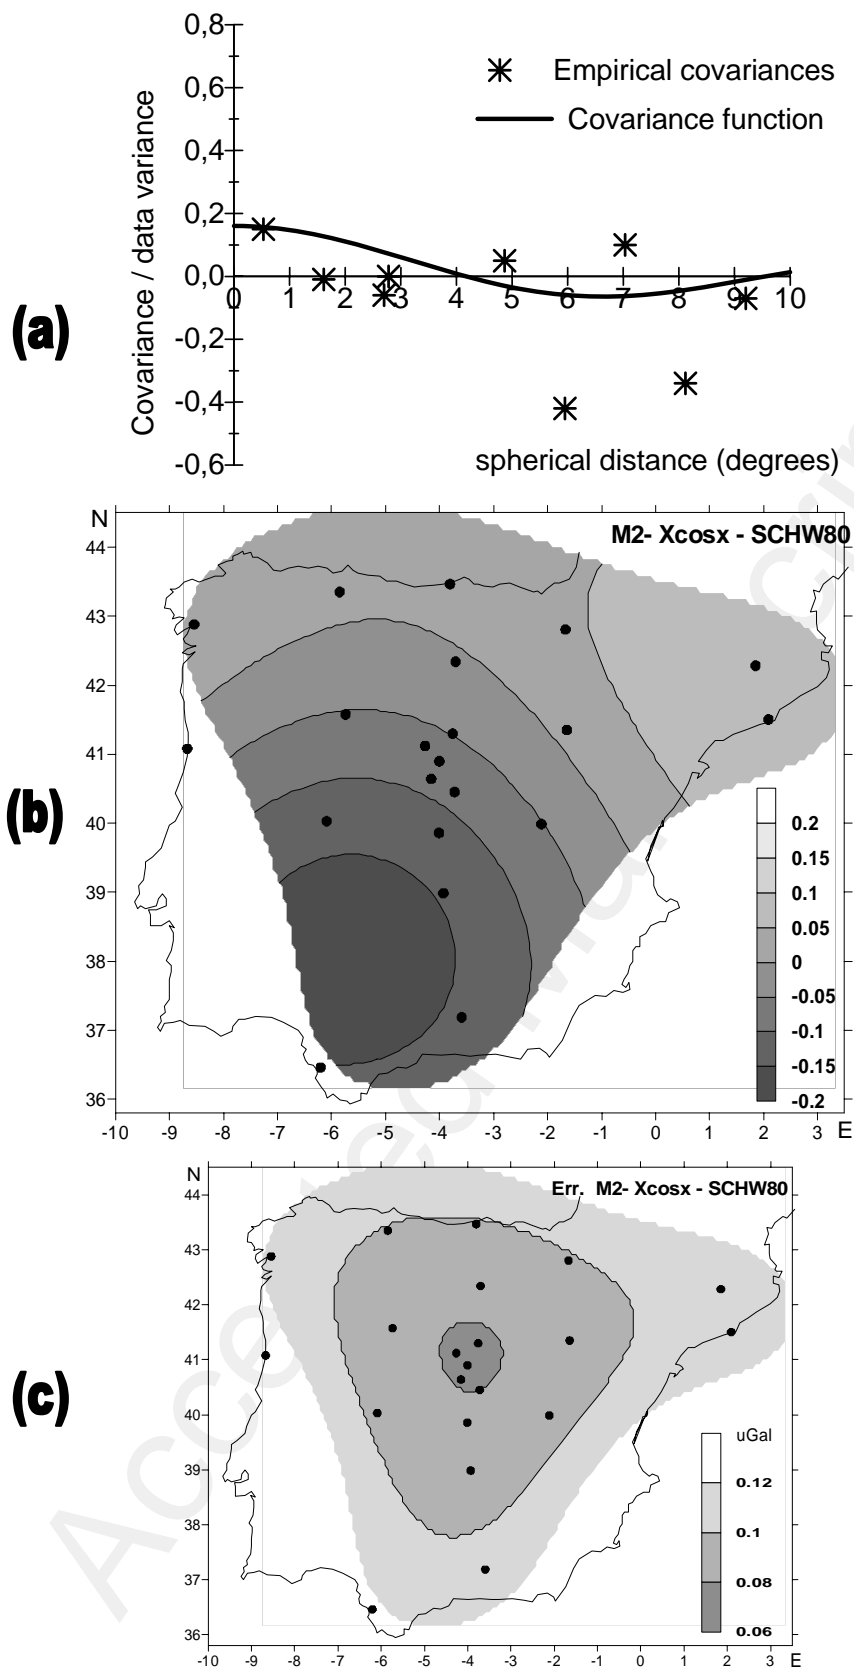 0,8
0,6
0,4
0,2
0,0
-0,2
-0,4
-0,6
Covariance / data variance
Empirical covariances
Covariance function
0 1 2 3 4 5 6 7 8 9 10
spherical distance (degrees)
(a)
N
M2- Xcosx - SCHW80
44
43
42
41
40
39
38
37
36
0.2
0.15
0.1
0.05
0
-0.05
-0.1
-0.15
-0.2
-10 -9 -8 -7 -6 -5 -4 -3 -2 -1 0 1 2 3 E
(b)
N
Err. M2- Xcosx - SCHW80
44
43
42
41
40
39
38
37
36
uGal
0.12
0.1
0.08
0.06
-10 -9 -8 -7 -6 -5 -4 -3 -2 -1 0 1 2 3 E
(c)